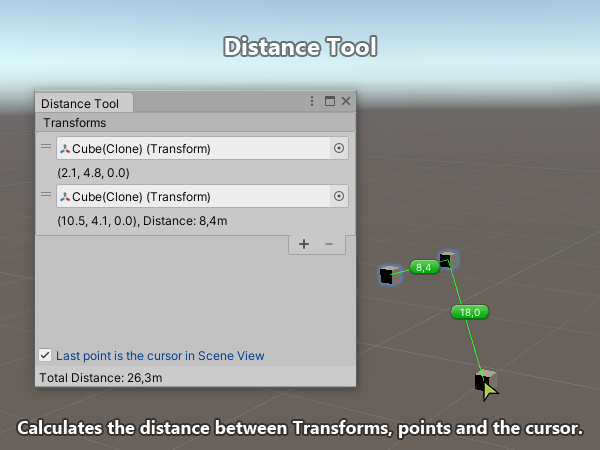 Distance Tool
Distance Tool
Transforms
Cube(Clone) (Transform)
(2.1, 4.8, 0.0)
Cube(Clone) (Transform)
(10.5, 4.1, 0.0), Distance: 8,4m
8,4
18,0
Last point is the cursor in Scene View
Total Distance: 26,3m
Calculates the distance between Transforms, points and the cursor.